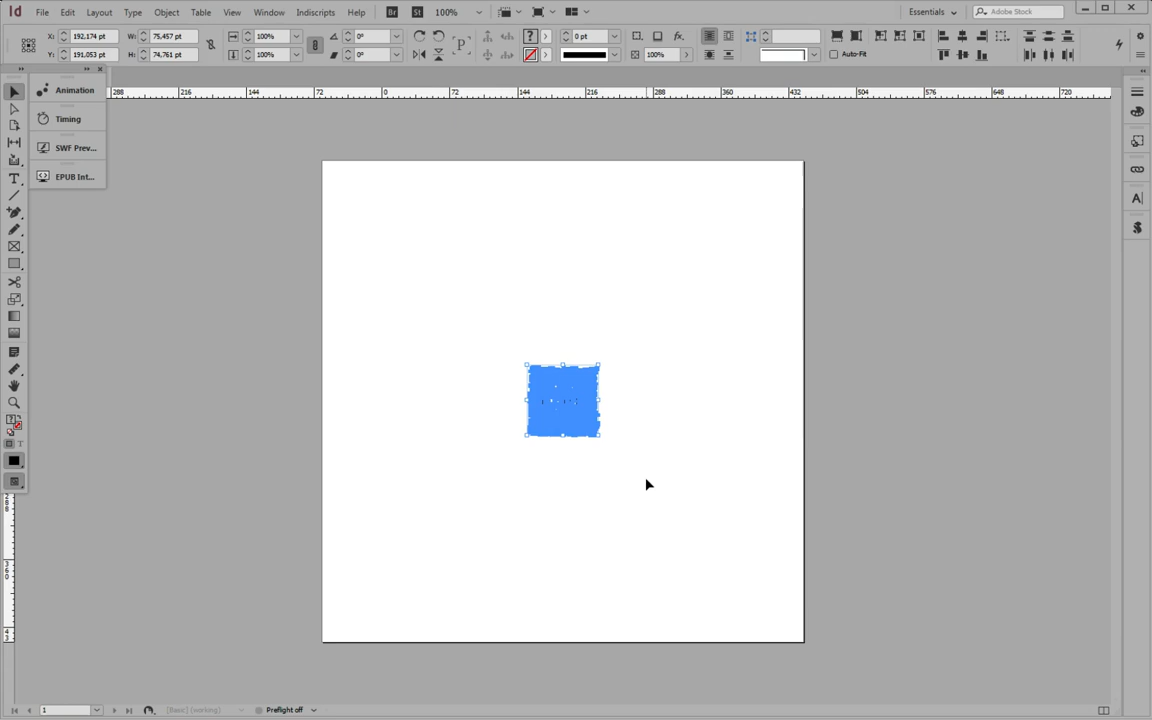 Id File Edit Layout Type Object Table View Window Indiscripts Help Br St 100% Essentials Adobe Stock
X: 192,174 pt W: 75,457 pt 100% 0° ? 0 pt
Y: 191,053 pt H: 74,761 pt 100% 0° P fx. 100% Auto-Fit
288 216 144 72 0 72 144 216 288 360 432 504 576 648 720
Animation
Timing
SWF Prev...
EPUB Int...
T
A
1 [Basic] (working) Preflight off